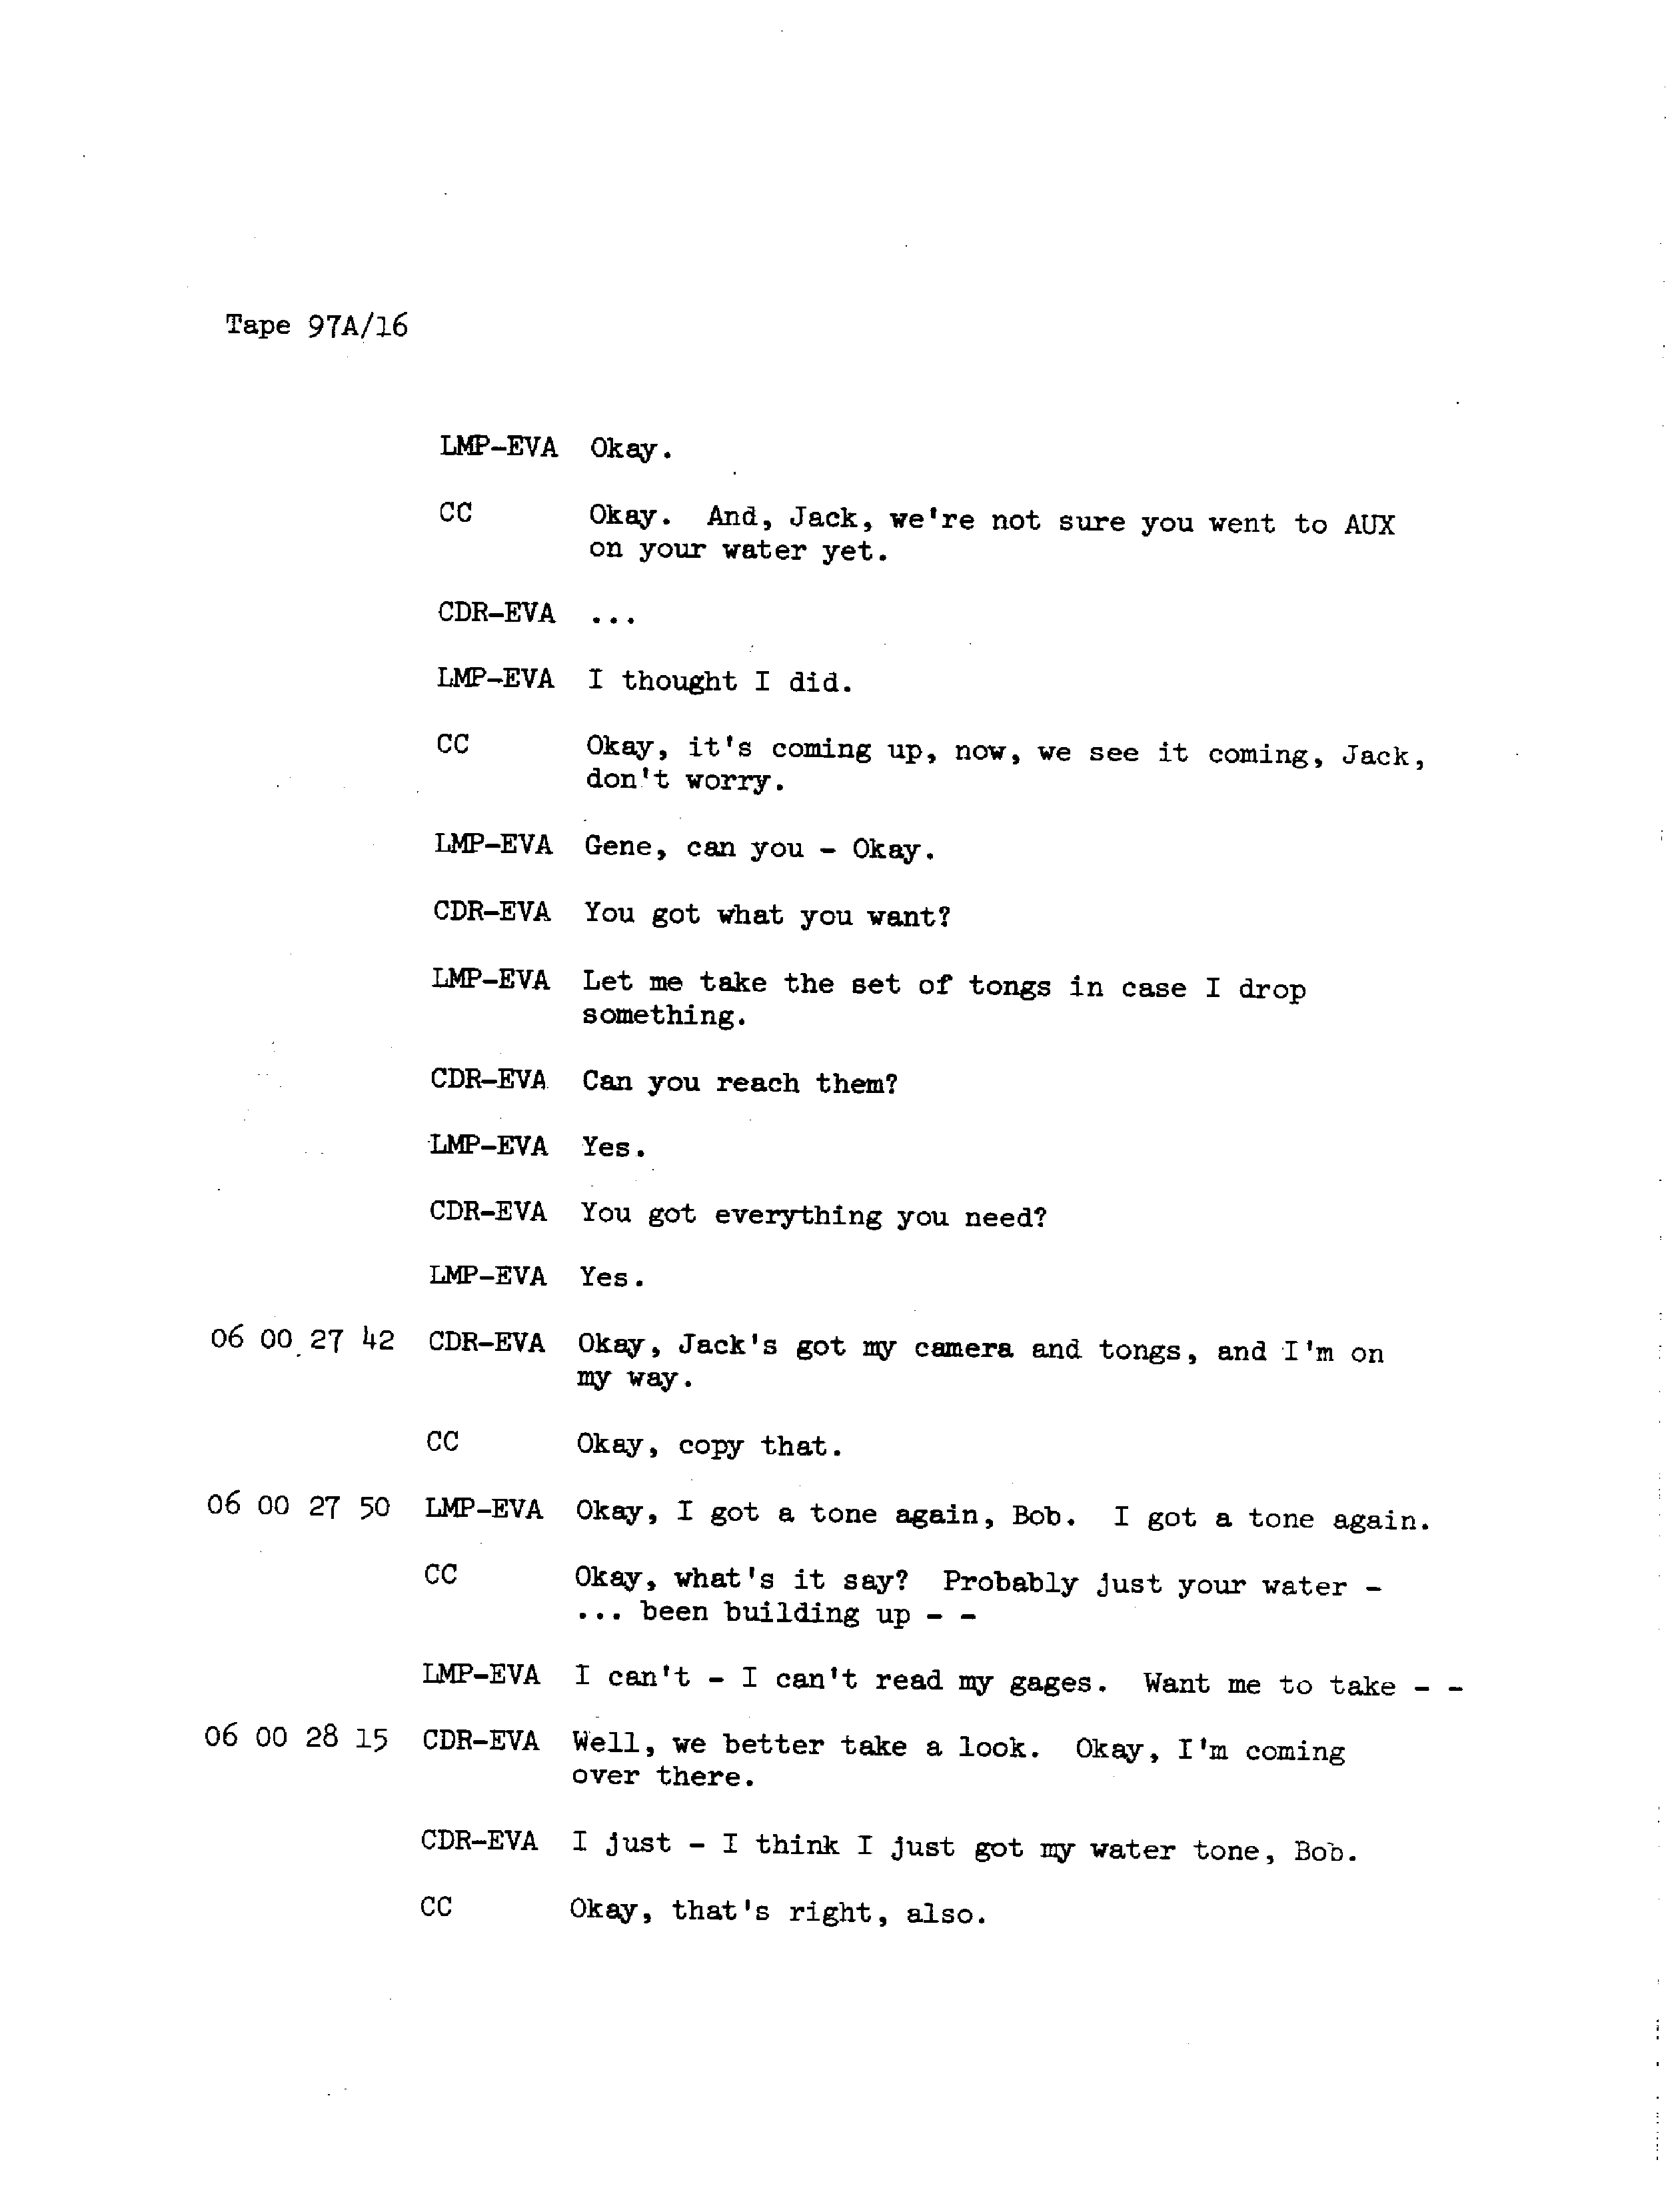 Tape 97A/16
LMP-EVA Okay.
CC Okay. And, Jack, we're not sure you went to AUX
on your water yet.
CDR-EVA ...
LMP-EVA I thought I did.
CC Okay, it's coming up, now, we see it coming, Jack,
don't worry.
LMP-EVA Gene, can you - Okay.
CDR-EVA You got what you want?
LMP-EVA Let me take the set of tongs in case I drop
something.
CDR-EVA Can you reach them?
LMP-EVA Yes.
CDR-EVA You got everything you need?
LMP-EVA Yes.
06 00 27 42 CDR-EVA Okay, Jack's got my camera and tongs, and I'm on
my way.
CC Okay, copy that.
06 00 27 50 LMP-EVA Okay, I got a tone again, Bob. I got a tone again.
CC Okay, what's it say? Probably just your water -
... been building up - -
LMP-EVA I can't - I can't read my gages. Want me to take - -
06 00 28 15 CDR-EVA Well, we better take a look. Okay, I'm coming
over there.
CDR-EVA I just - I think I just got my water tone, Bob.
CC Okay, that's right, also.